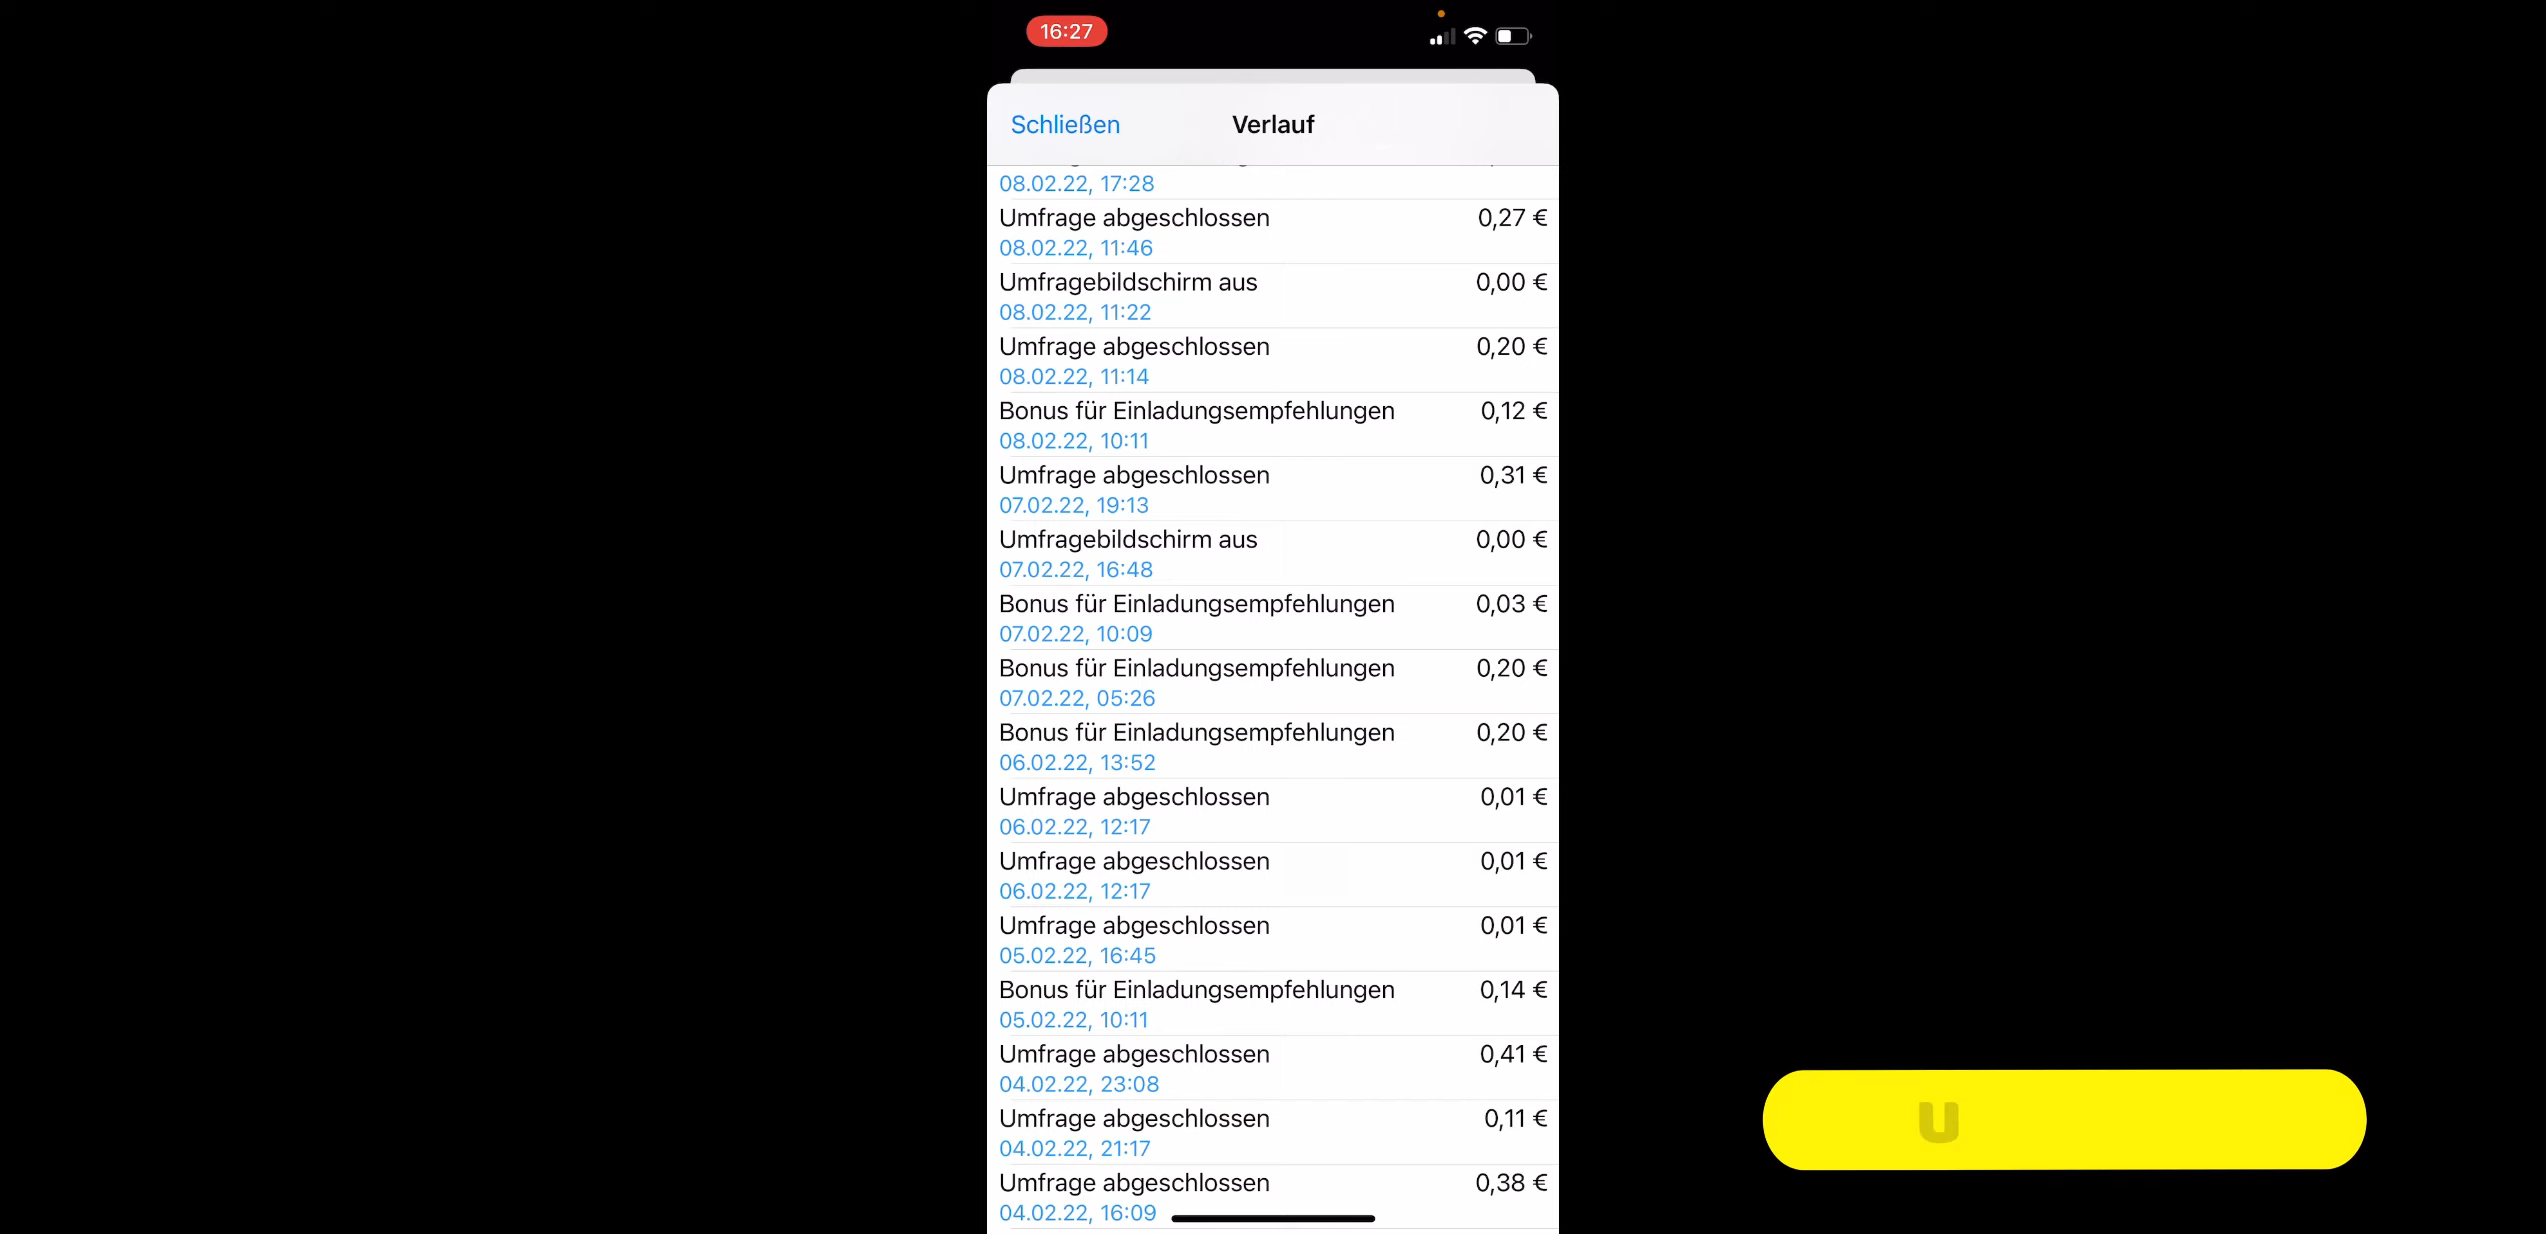 16:27
Schließen
Verlauf
08.02.22, 17:28
Umfrage abgeschlossen 0,27 €
08.02.22, 11:46
Umfragebildschirm aus 0,00 €
08.02.22, 11:22
Umfrage abgeschlossen 0,20 €
08.02.22, 11:14
Bonus für Einladungsempfehlungen 0,12 €
08.02.22, 10:11
Umfrage abgeschlossen 0,31 €
07.02.22, 19:13
Umfragebildschirm aus 0,00 €
07.02.22, 16:48
Bonus für Einladungsempfehlungen 0,03 €
07.02.22, 10:09
Bonus für Einladungsempfehlungen 0,20 €
07.02.22, 05:26
Bonus für Einladungsempfehlungen 0,20 €
06.02.22, 13:52
Umfrage abgeschlossen 0,01 €
06.02.22, 12:17
Umfrage abgeschlossen 0,01 €
06.02.22, 12:17
Umfrage abgeschlossen 0,01 €
05.02.22, 16:45
Bonus für Einladungsempfehlungen 0,14 €
05.02.22, 10:11
Umfrage abgeschlossen 0,41 €
04.02.22, 23:08
Umfrage abgeschlossen 0,11 €
04.02.22, 21:17
Umfrage abgeschlossen 0,38 €
04.02.22, 16:09
U